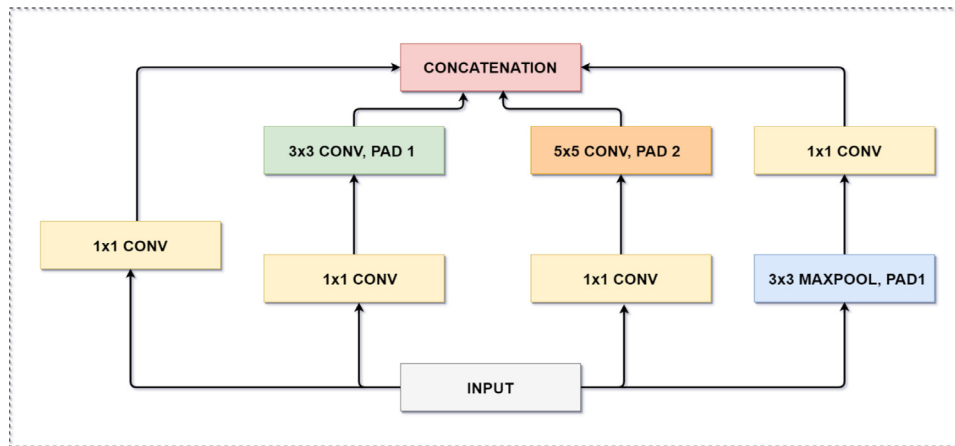 CONCATENATION
3x3 CONV, PAD 1
5x5 CONV, PAD 2
1x1 CONV
1x1 CONV
1x1 CONV
1x1 CONV
3x3 MAXPOOL, PAD1
INPUT